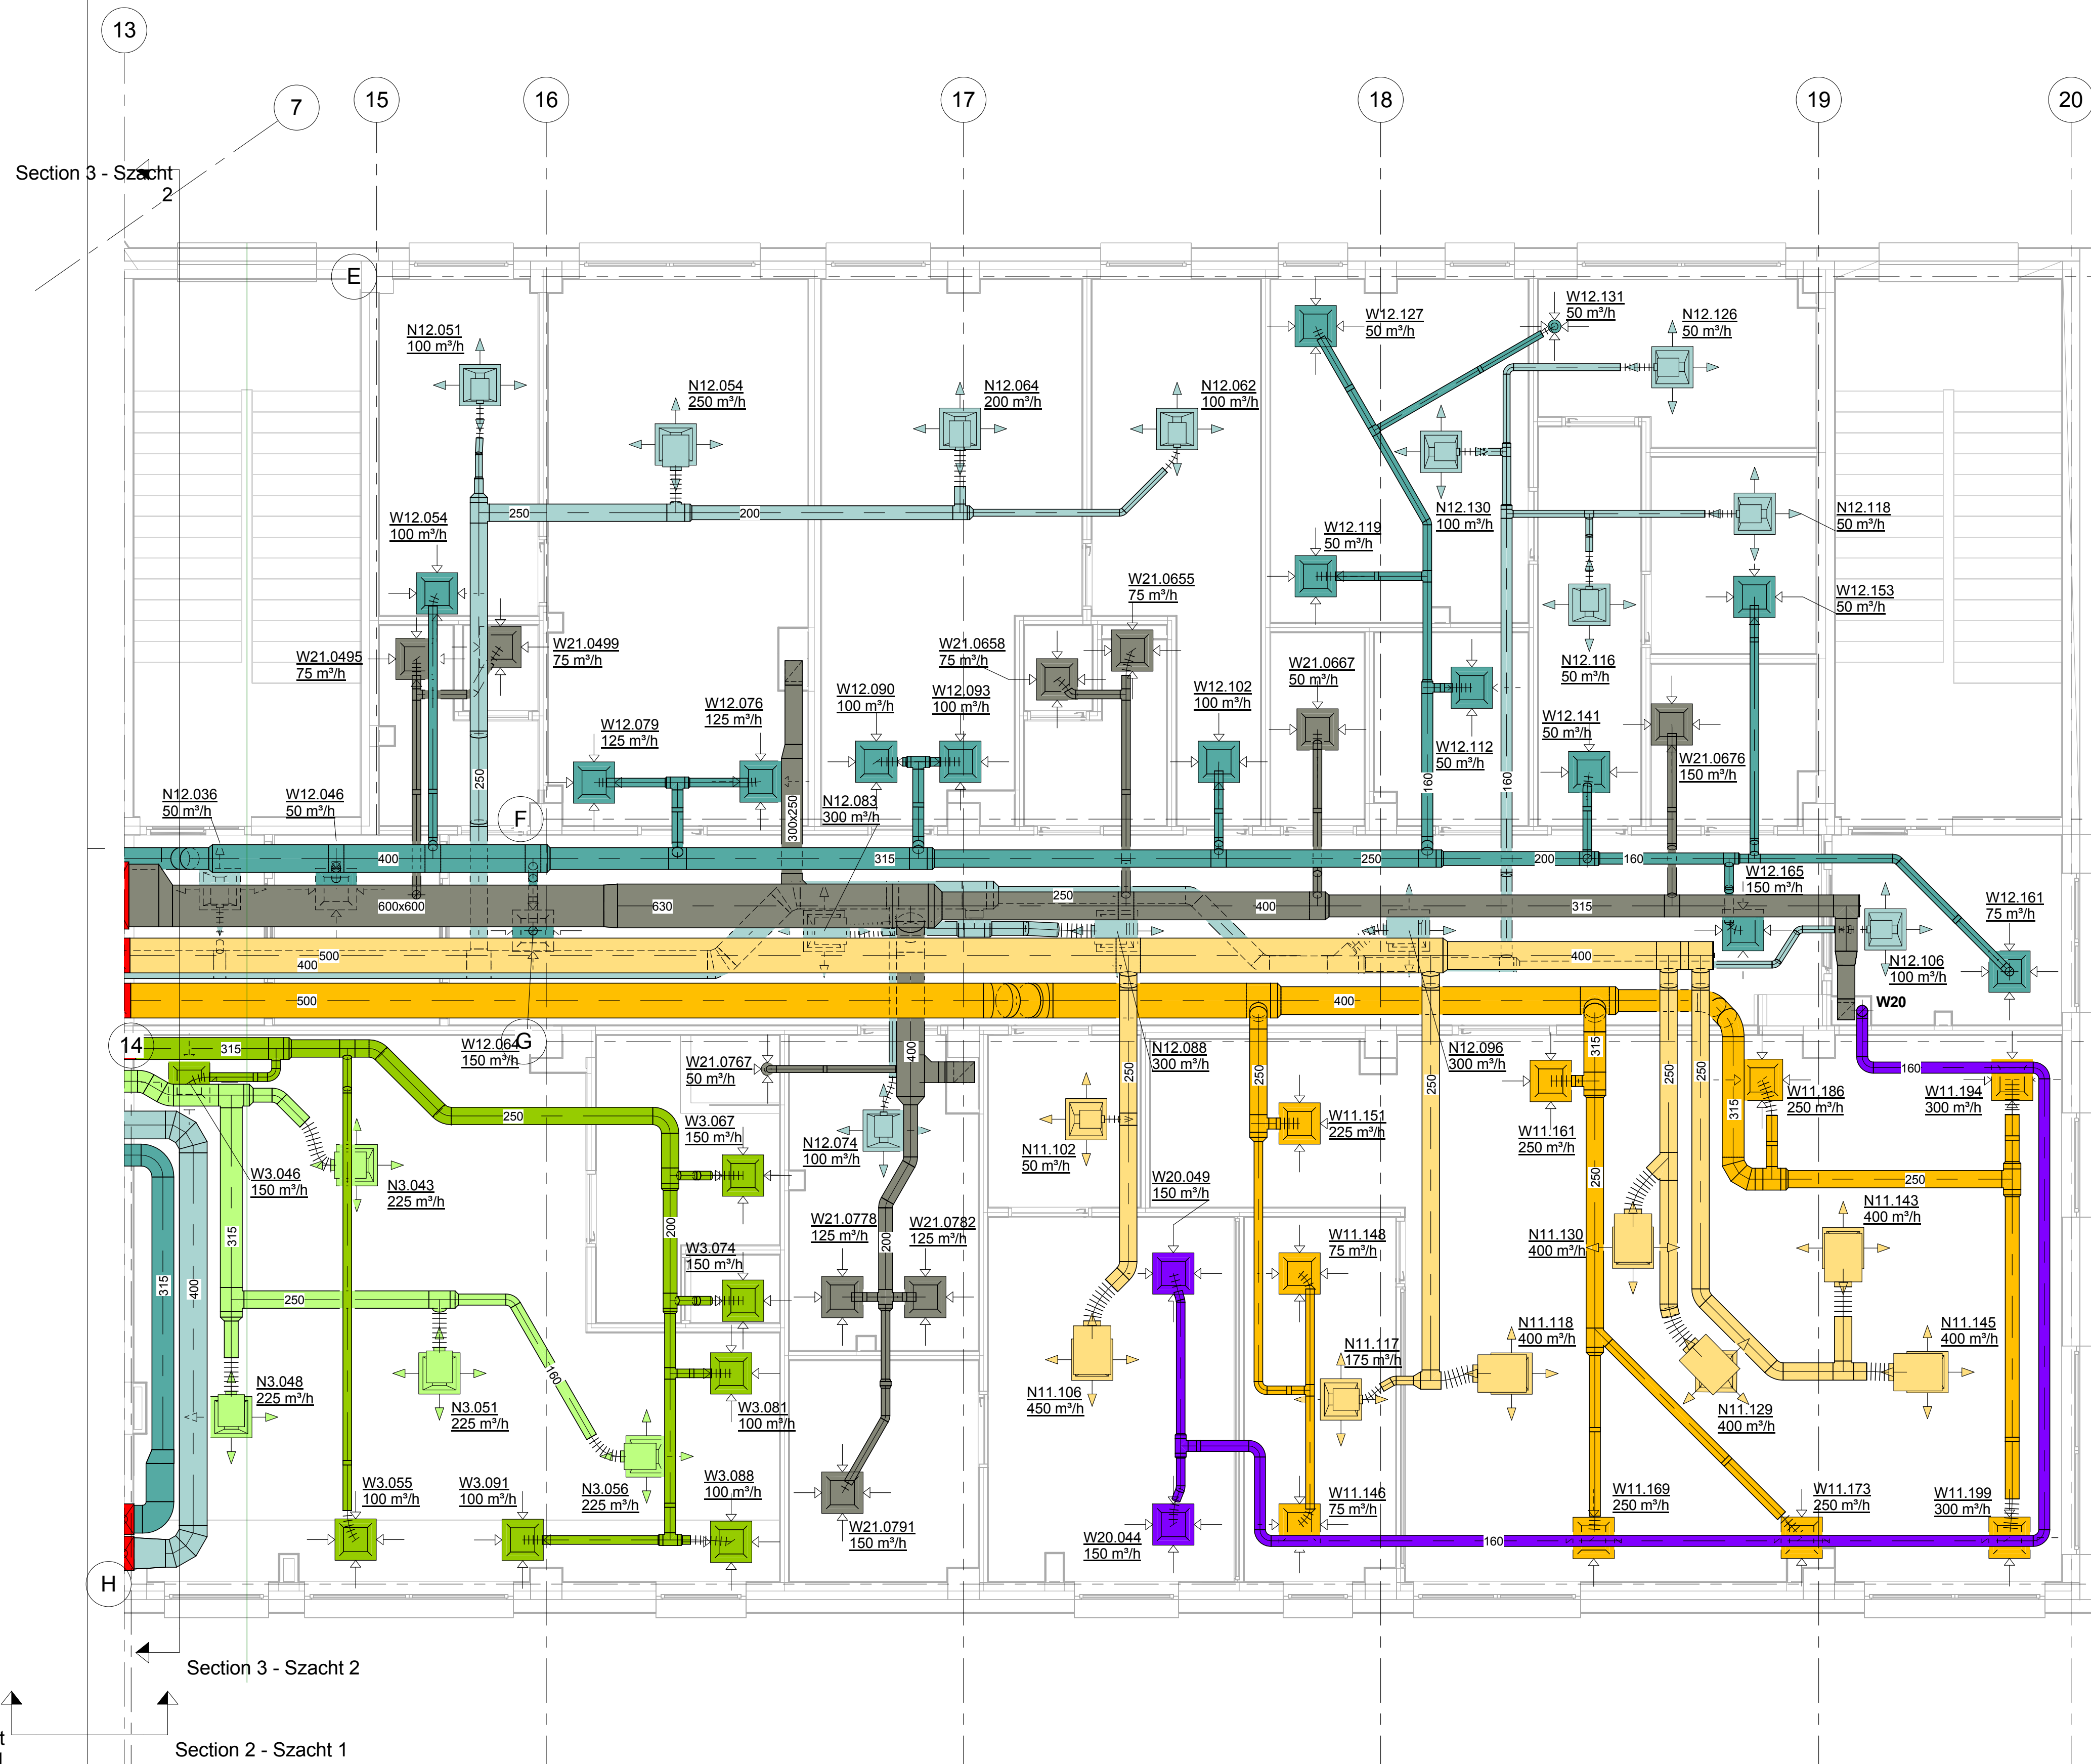 13
7
15
16
17
18
19
20
Section 3 - Szacht
2
E
N12.051
100 m³/h
N12.054
250 m³/h
N12.064
200 m³/h
N12.062
100 m³/h
W12.127
50 m³/h
W12.131
50 m³/h
N12.126
50 m³/h
250
200
W12.054
100 m³/h
N12.130
100 m³/h
N12.118
50 m³/h
W12.119
50 m³/h
W21.0655
75 m³/h
W12.153
50 m³/h
W21.0495
75 m³/h
W21.0499
75 m³/h
W21.0658
75 m³/h
W21.0667
50 m³/h
N12.116
50 m³/h
W12.079
125 m³/h
W12.076
125 m³/h
W12.090
100 m³/h
W12.093
100 m³/h
W12.102
100 m³/h
W12.112
50 m³/h
W12.141
50 m³/h
W21.0676
150 m³/h
250
160
160
N12.036
50 m³/h
W12.046
50 m³/h
F
300x250
N12.083
300 m³/h
400
315
250
200
160
W12.165
150 m³/h
W12.161
75 m³/h
600x600
630
250
400
315
500
400
400
N12.106
100 m³/h
500
400
W20
14
315
W12.064
150 m³/h
G
W21.0767
50 m³/h
400
N12.088
300 m³/h
N12.096
300 m³/h
250
250
250
315
250
250
315
160
W11.186
250 m³/h
W11.194
300 m³/h
250
W3.067
150 m³/h
N12.074
100 m³/h
N11.102
50 m³/h
W11.151
225 m³/h
W11.161
250 m³/h
W3.046
150 m³/h
N3.043
225 m³/h
W20.049
150 m³/h
250
250
315
200
W21.0778
125 m³/h
W21.0782
125 m³/h
200
N11.143
400 m³/h
315
400
W3.074
150 m³/h
W11.148
75 m³/h
N11.130
400 m³/h
250
160
N11.117
175 m³/h
N11.118
400 m³/h
N11.145
400 m³/h
N3.048
225 m³/h
N3.051
225 m³/h
W3.081
100 m³/h
N11.106
450 m³/h
N11.129
400 m³/h
W3.055
100 m³/h
W3.091
100 m³/h
N3.056
225 m³/h
W3.088
100 m³/h
W21.0791
150 m³/h
W20.044
150 m³/h
W11.146
75 m³/h
160
W11.169
250 m³/h
W11.173
250 m³/h
W11.199
300 m³/h
H
Section 3 - Szacht 2
Section 2 - Szacht 1